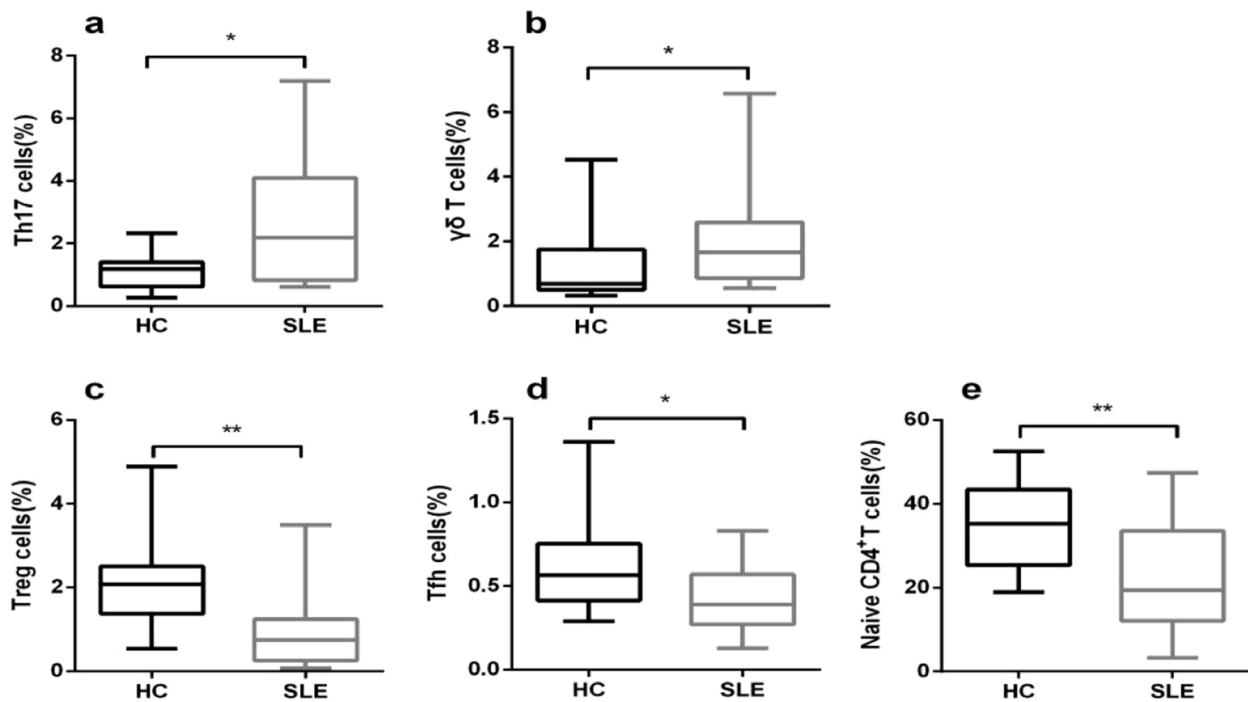 a
*
Th17 cells(%)
8
6
4
2
0
HC
SLE
b
*
γδ T cells(%)
8
6
4
2
0
HC
SLE
c
**
Treg cells(%)
6
4
2
0
HC
SLE
d
*
Tfh cells(%)
1.5
1.0
0.5
0.0
HC
SLE
e
**
Naive CD4⁺T cells(%)
60
40
20
0
HC
SLE